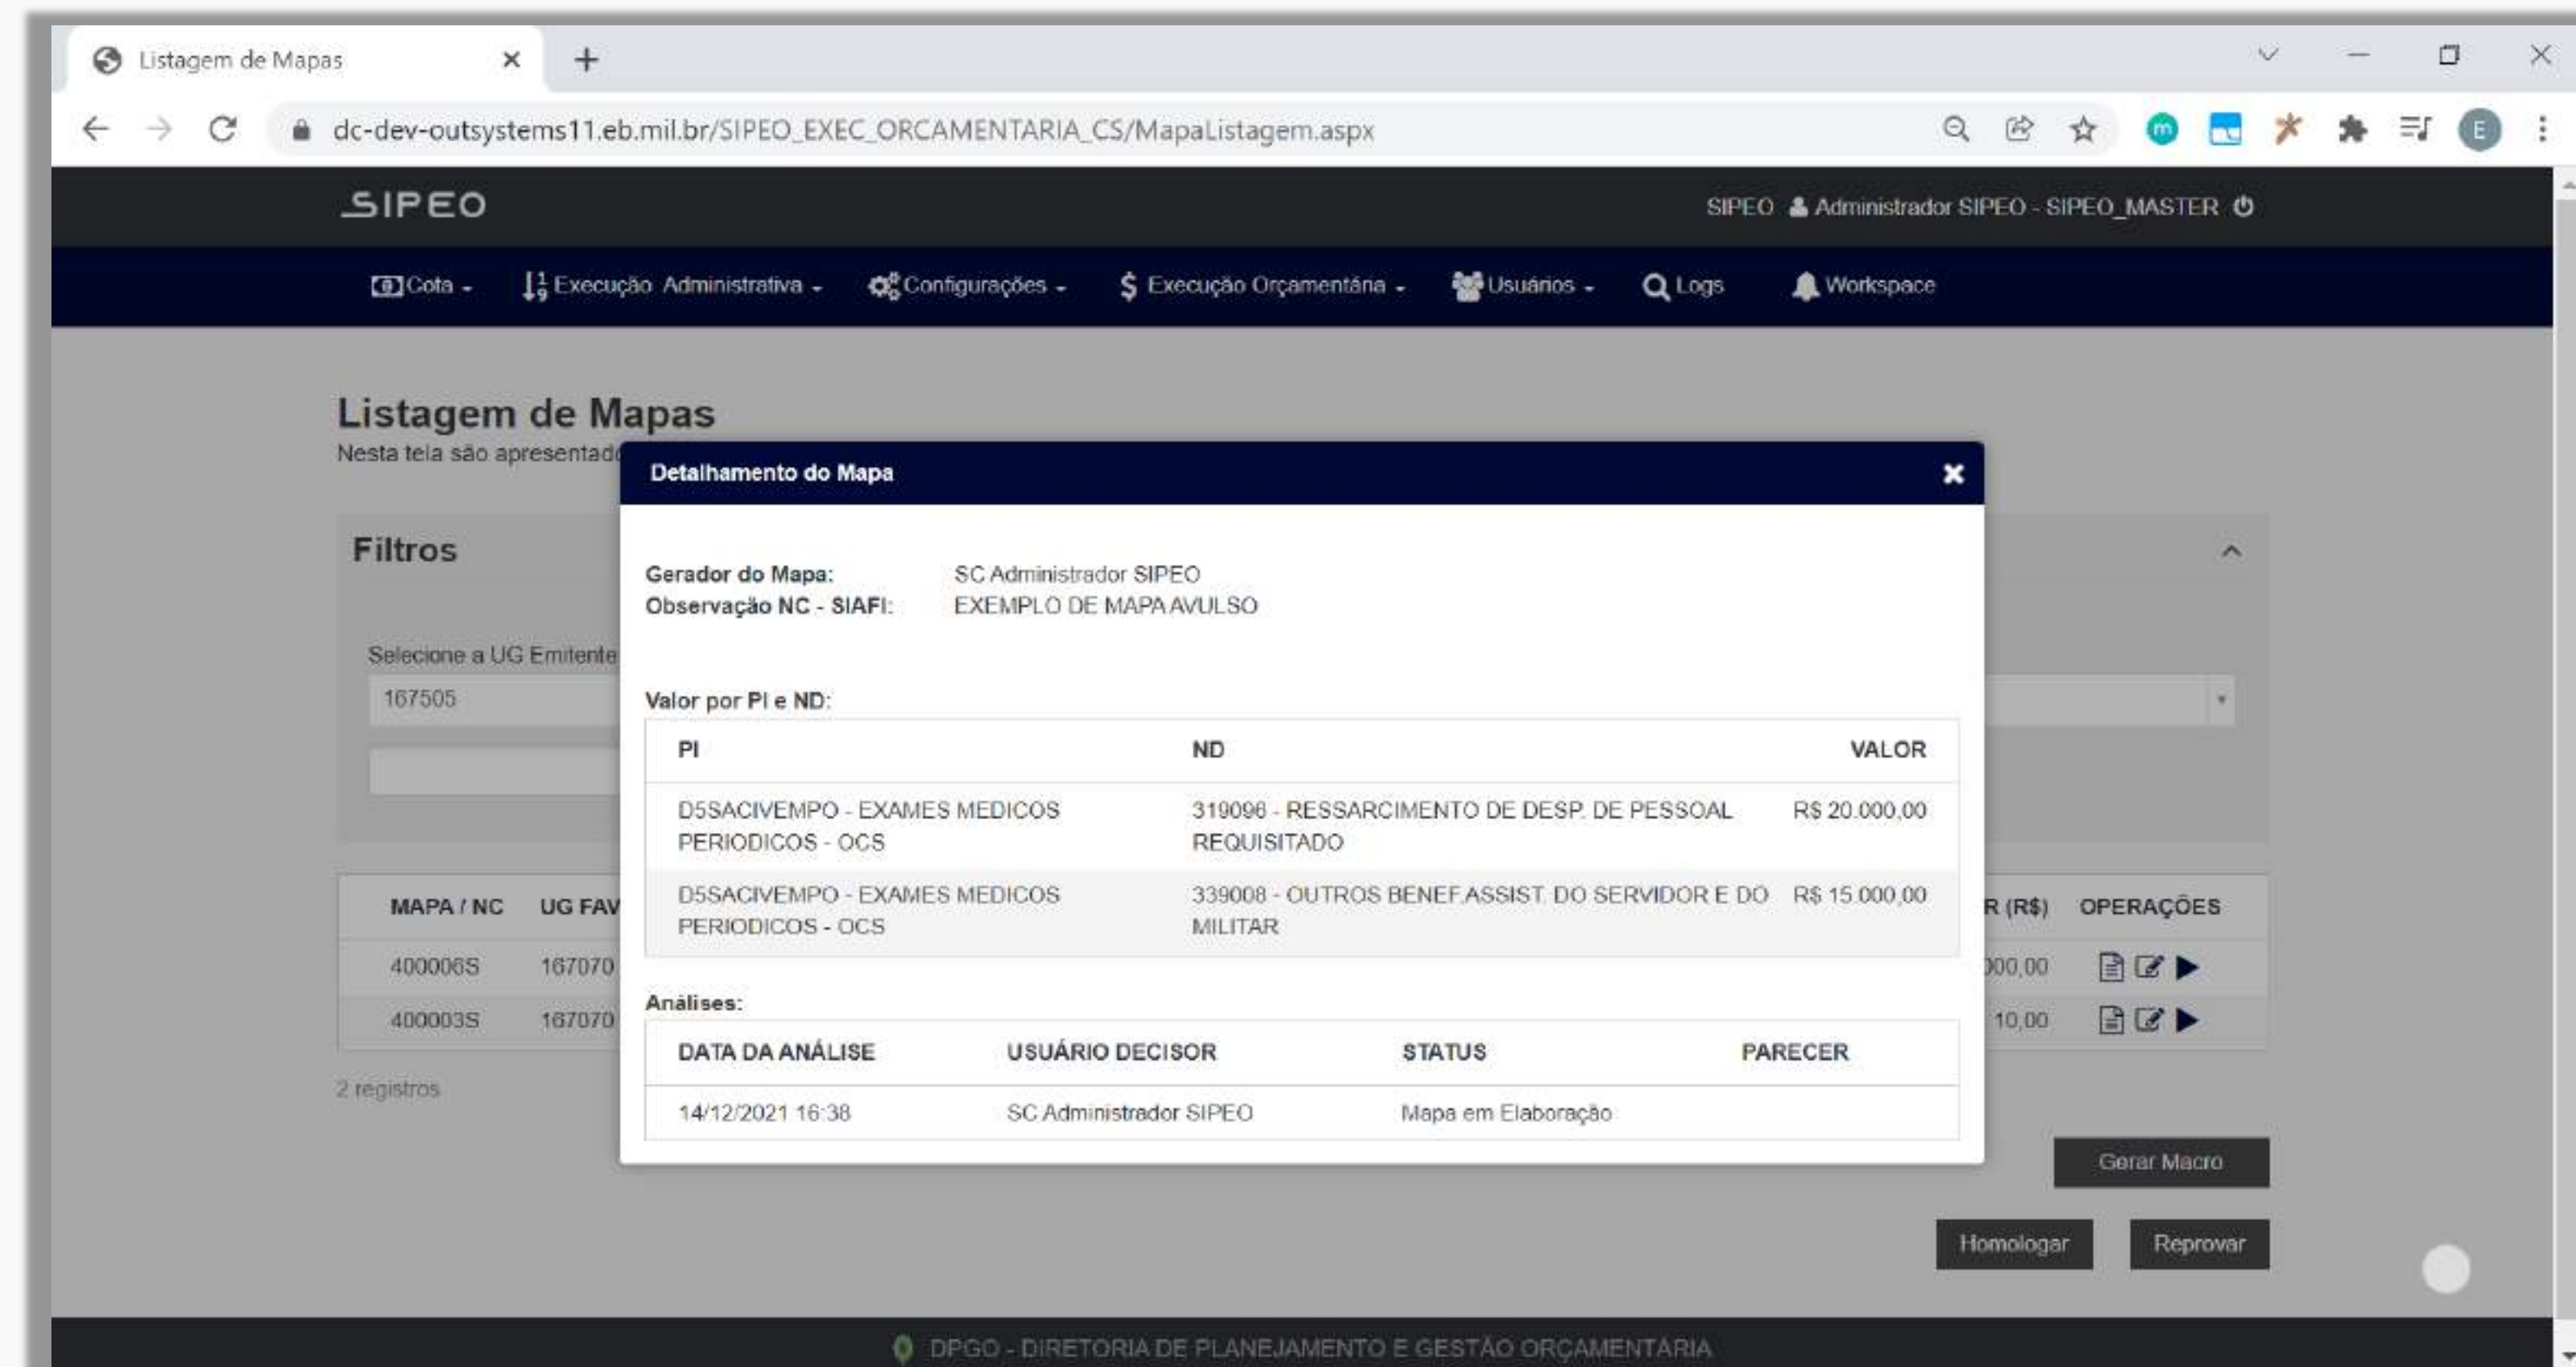 Listagem de Mapas
dc-dev-outsystems11.eb.mil.br/SIPEO_EXEC_ORCAMENTARIA_CS/MapaListagem.aspx
E
SIPEO
SIPEO Administrador SIPEO - SIPEO_MASTER
Cota Execução Administrativa Configurações $ Execução Orçamentária Usuários Logs Workspace
Listagem de Mapas
Nesta tela são
Detalhamento do Mapa
Filtros
Gerador do Mapa: SC Administrador SIPEO
Observação NC - SIAFI: EXEMPLO DE MAPA AVULSO
Selecione a UG Emitente
167505
Valor por PI e ND:
PI ND VALOR
D5SACIVEMPO - EXAMES MEDICOS PERIODICOS - OCS
319096 - RESSARCIMENTO DE DESP. DE PESSOAL REQUISITADO
R$ 20.000,00
D5SACIVEMPO - EXAMES MEDICOS PERIODICOS - OCS
339008 - OUTROS BENEF.ASSIST. DO SERVIDOR E DO MILITAR
R$ 15.000,00
MAPA / NC UG FAV R (R$) OPERAÇÕES
400006S 167070 000,00
400003S 167070 10,00
Análises:
DATA DA ANÁLISE USUÁRIO DECISOR STATUS PARECER
14/12/2021 16:38 SC Administrador SIPEO Mapa em Elaboração
2 registros
Gerar Macro
Homologar Reprovar
DPGO - DIRETORIA DE PLANEJAMENTO E GESTÃO ORÇAMENTÁRIA